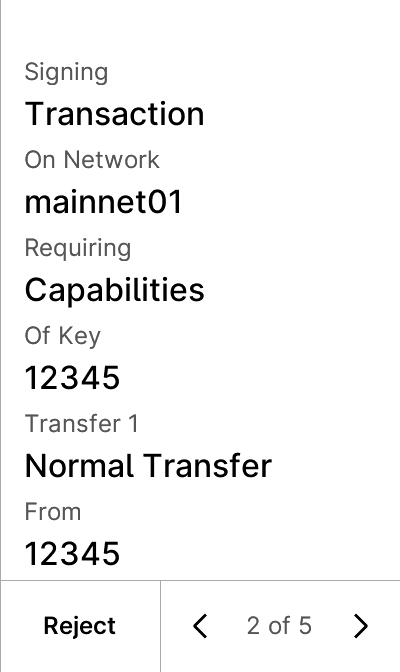 Signing
Transaction
On Network
mainnet01
Requiring
Capabilities
Of Key
12345
Transfer 1
Normal Transfer
From
12345
Reject
2 of 5